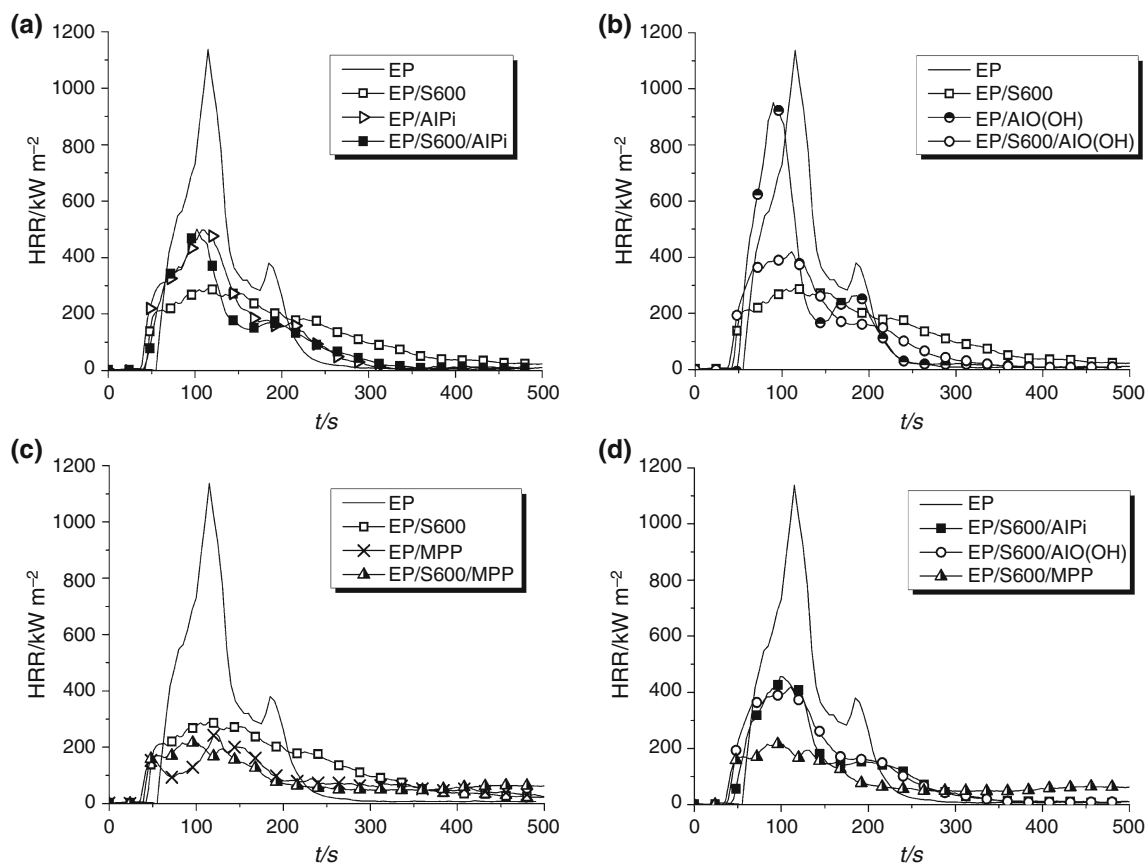 (a)
1200
1000
800
600
400
200
0
HRR/kW m−2
0 100 200 300 400 500
t/s
EP
EP/S600
EP/AlPi
EP/S600/AlPi
(b)
1200
1000
800
600
400
200
0
HRR/kW m−2
0 100 200 300 400 500
t/s
EP
EP/S600
EP/AlO(OH)
EP/S600/AlO(OH)
(c)
1200
1000
800
600
400
200
0
HRR/kW m−2
0 100 200 300 400 500
t/s
EP
EP/S600
EP/MPP
EP/S600/MPP
(d)
1200
1000
800
600
400
200
0
HRR/kW m−2
0 100 200 300 400 500
t/s
EP
EP/S600/AlPi
EP/S600/AlO(OH)
EP/S600/MPP